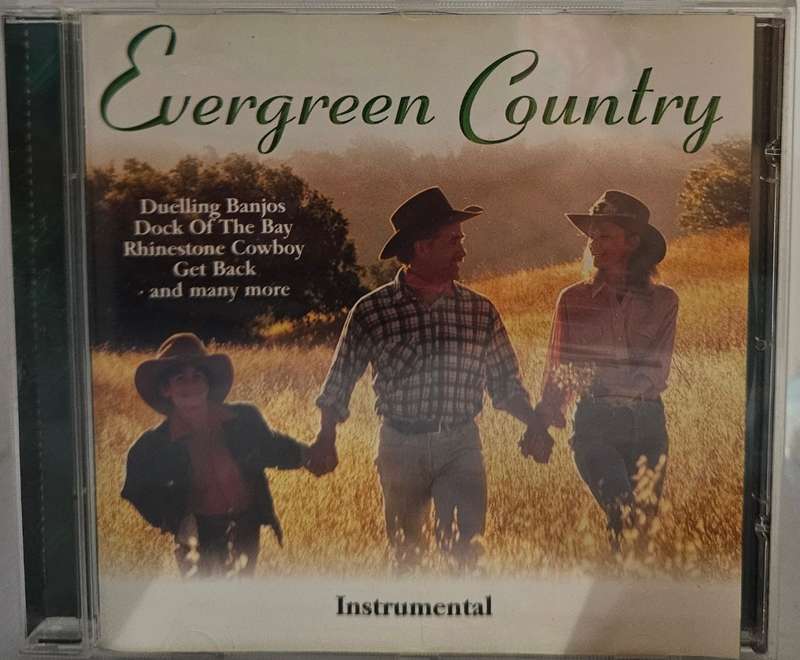 Evergreen Country
Duelling Banjos
Dock Of The Bay
Rhinestone Cowboy
Get Back
- and many more
Instrumental